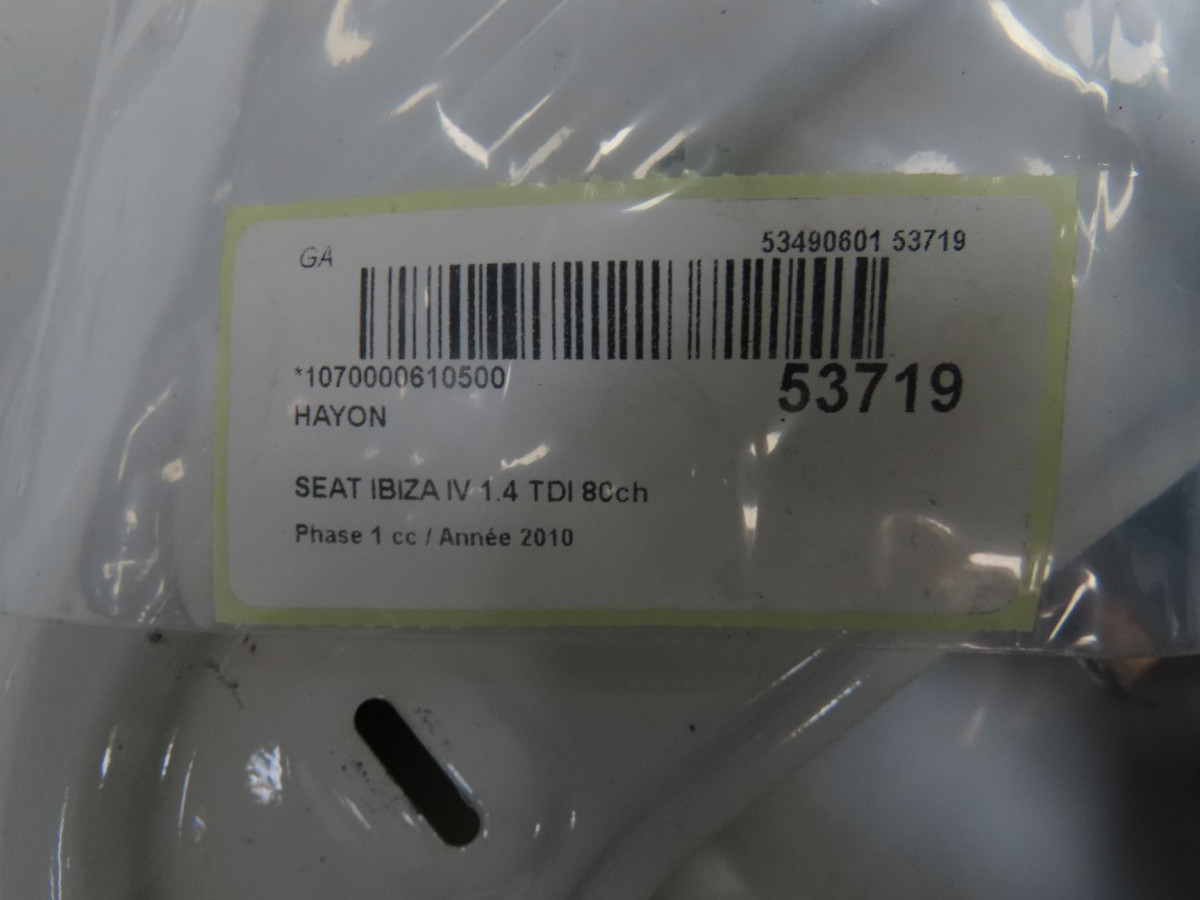 GA
53490601 53719
*1070000610500
53719
HAYON
SEAT IBIZA IV 1.4 TDI 80ch
Phase 1 cc / Année 2010